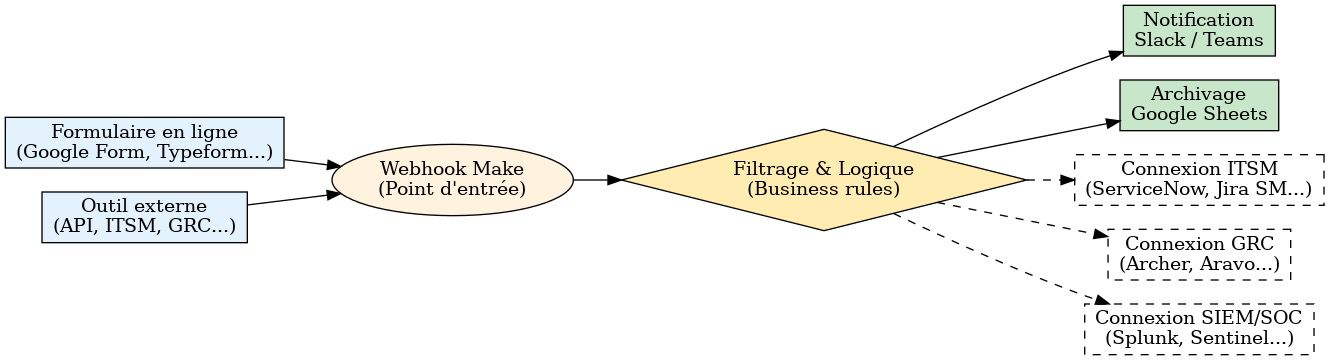 Formulaire en ligne
(Google Form, Typeform...)
Outil externe
(API, ITSM, GRC...)
Webhook Make
(Point d'entrée)
Filtrage & Logique
(Business rules)
Notification
Slack / Teams
Archivage
Google Sheets
Connexion ITSM
(ServiceNow, Jira SM...)
Connexion GRC
(Archer, Aravo...)
Connexion SIEM/SOC
(Splunk, Sentinel...)